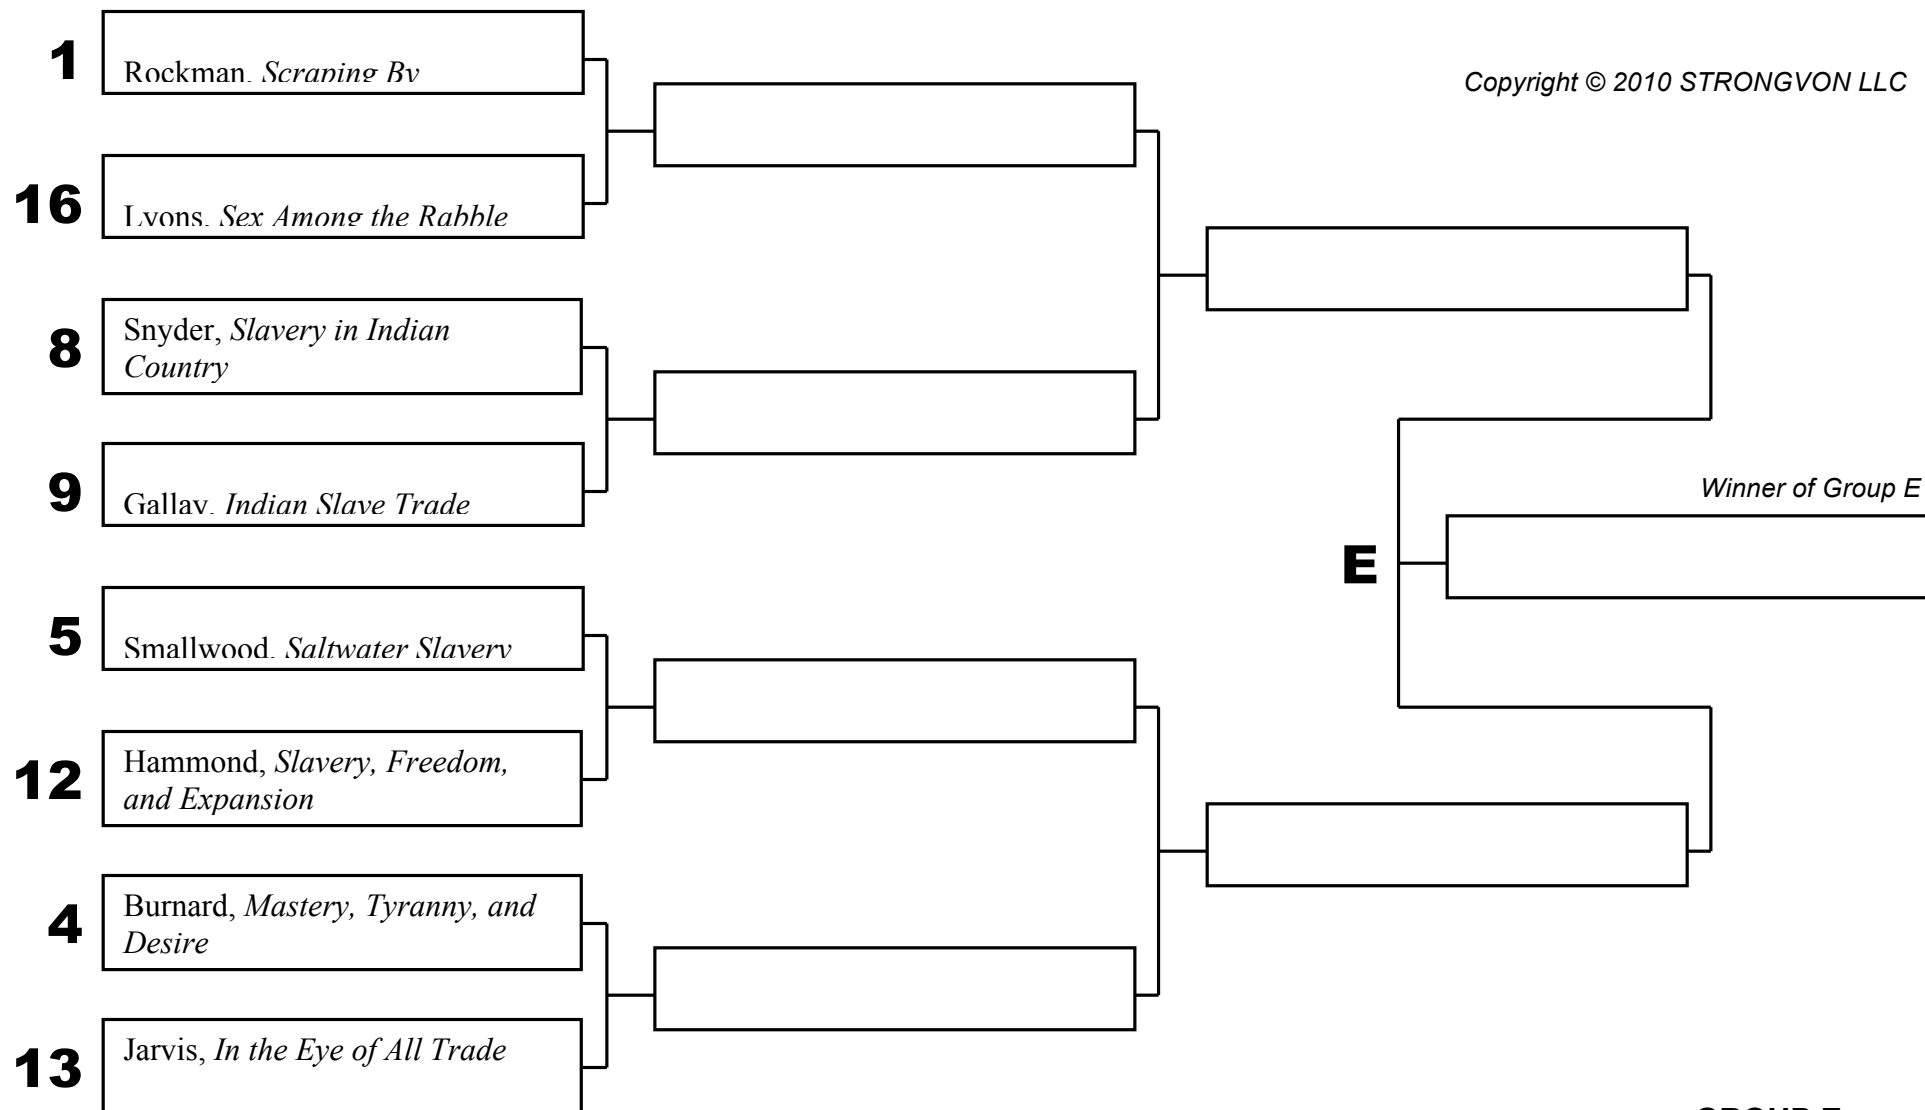 1
Rockman, Scraping By
Copyright © 2010 STRONGVON LLC
16
Lyons, Sex Among the Rabble
8
Snyder, Slavery in Indian
Country
9
Gallay, Indian Slave Trade
Winner of Group E
E
5
Smallwood, Saltwater Slavery
12
Hammond, Slavery, Freedom,
and Expansion
4
Burnard, Mastery, Tyranny, and
Desire
13
Jarvis, In the Eye of All Trade